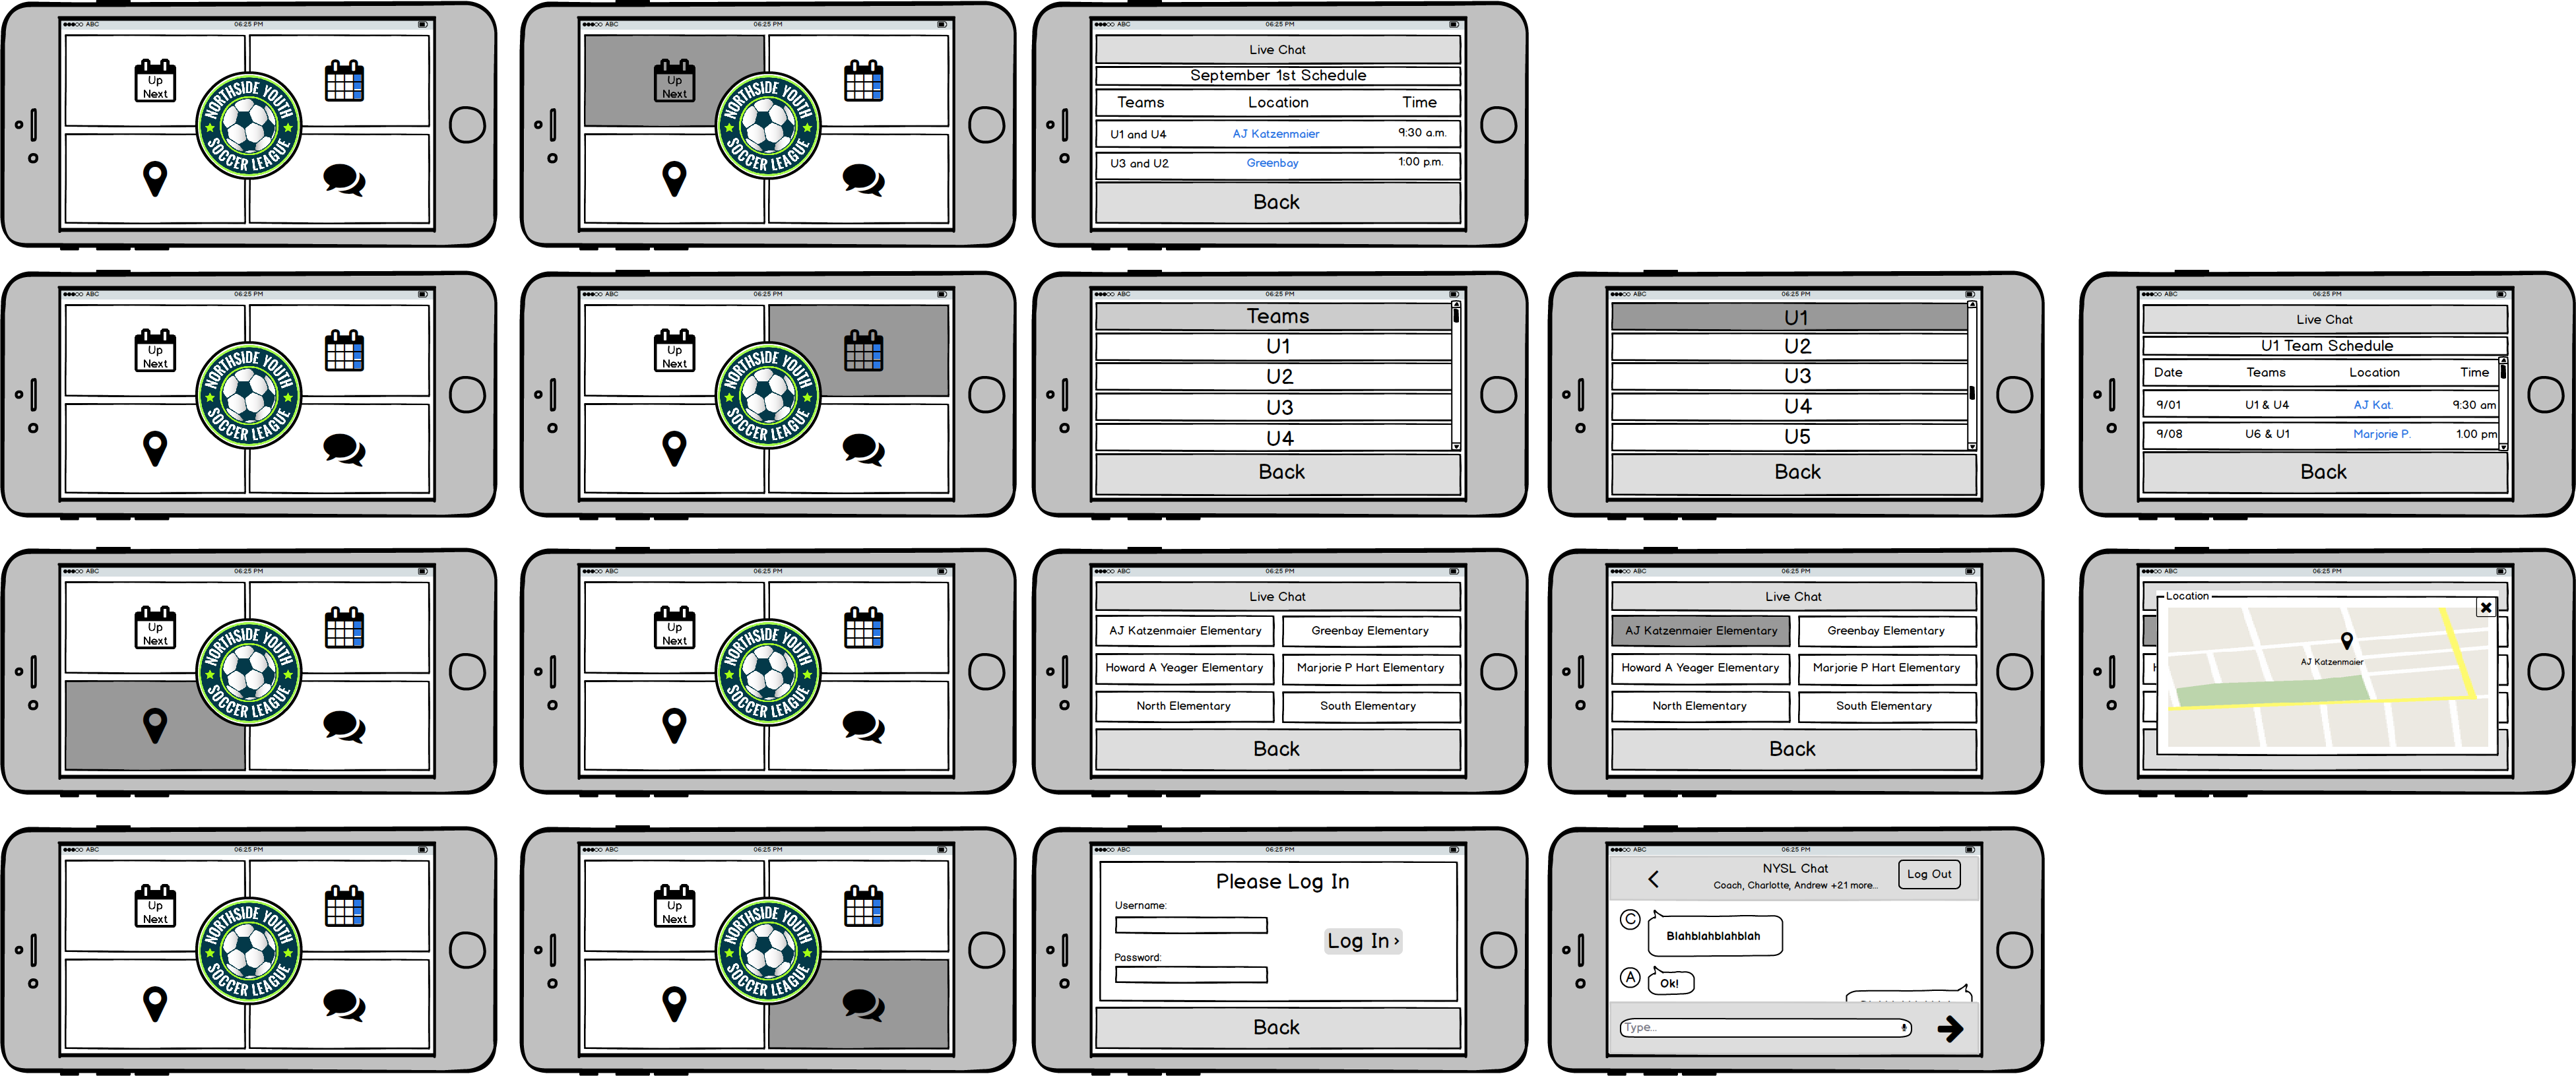 ABC 06:25 PM
Up
Next
NORTHSIDE YOUTH
SOCCER LEAGUE
ABC 06:25 PM
Up
Next
NORTHSIDE YOUTH
SOCCER LEAGUE
ABC 06:25 PM
Live Chat
September 1st Schedule
Teams Location Time
U1 and U4 AJ Katzenmaier 9:30 a.m.
U3 and U2 Greenbay 1:00 p.m.
Back
ABC 06:25 PM
Up
Next
NORTHSIDE YOUTH
SOCCER LEAGUE
ABC 06:25 PM
Up
Next
NORTHSIDE YOUTH
SOCCER LEAGUE
ABC 06:25 PM
Teams
U1
U2
U3
U4
Back
ABC 06:25 PM
U1
U2
U3
U4
U5
Back
ABC 06:25 PM
Live Chat
U1 Team Schedule
Date Teams Location Time
9/01 U1 & U4 AJ Kat. 9:30 am
9/08 U6 & U1 Marjorie P. 1:00 pm
Back
ABC 06:25 PM
Up
Next
NORTHSIDE YOUTH
SOCCER LEAGUE
ABC 06:25 PM
Up
Next
NORTHSIDE YOUTH
SOCCER LEAGUE
ABC 06:25 PM
Live Chat
AJ Katzenmaier Elementary Greenbay Elementary
Howard A Yeager Elementary Marjorie P Hart Elementary
North Elementary South Elementary
Back
ABC 06:25 PM
Live Chat
AJ Katzenmaier Elementary Greenbay Elementary
Howard A Yeager Elementary Marjorie P Hart Elementary
North Elementary South Elementary
Back
ABC 06:25 PM
Location
AJ Katzenmaier
ABC 06:25 PM
Up
Next
NORTHSIDE YOUTH
SOCCER LEAGUE
ABC 06:25 PM
Up
Next
NORTHSIDE YOUTH
SOCCER LEAGUE
ABC 06:25 PM
Please Log In
Username:
Log In ›
Password:
Back
ABC 06:25 PM
NYSL Chat
Coach, Charlotte, Andrew +21 more...
Log Out
C
Blahblahblahblah
A
Ok!
Type...